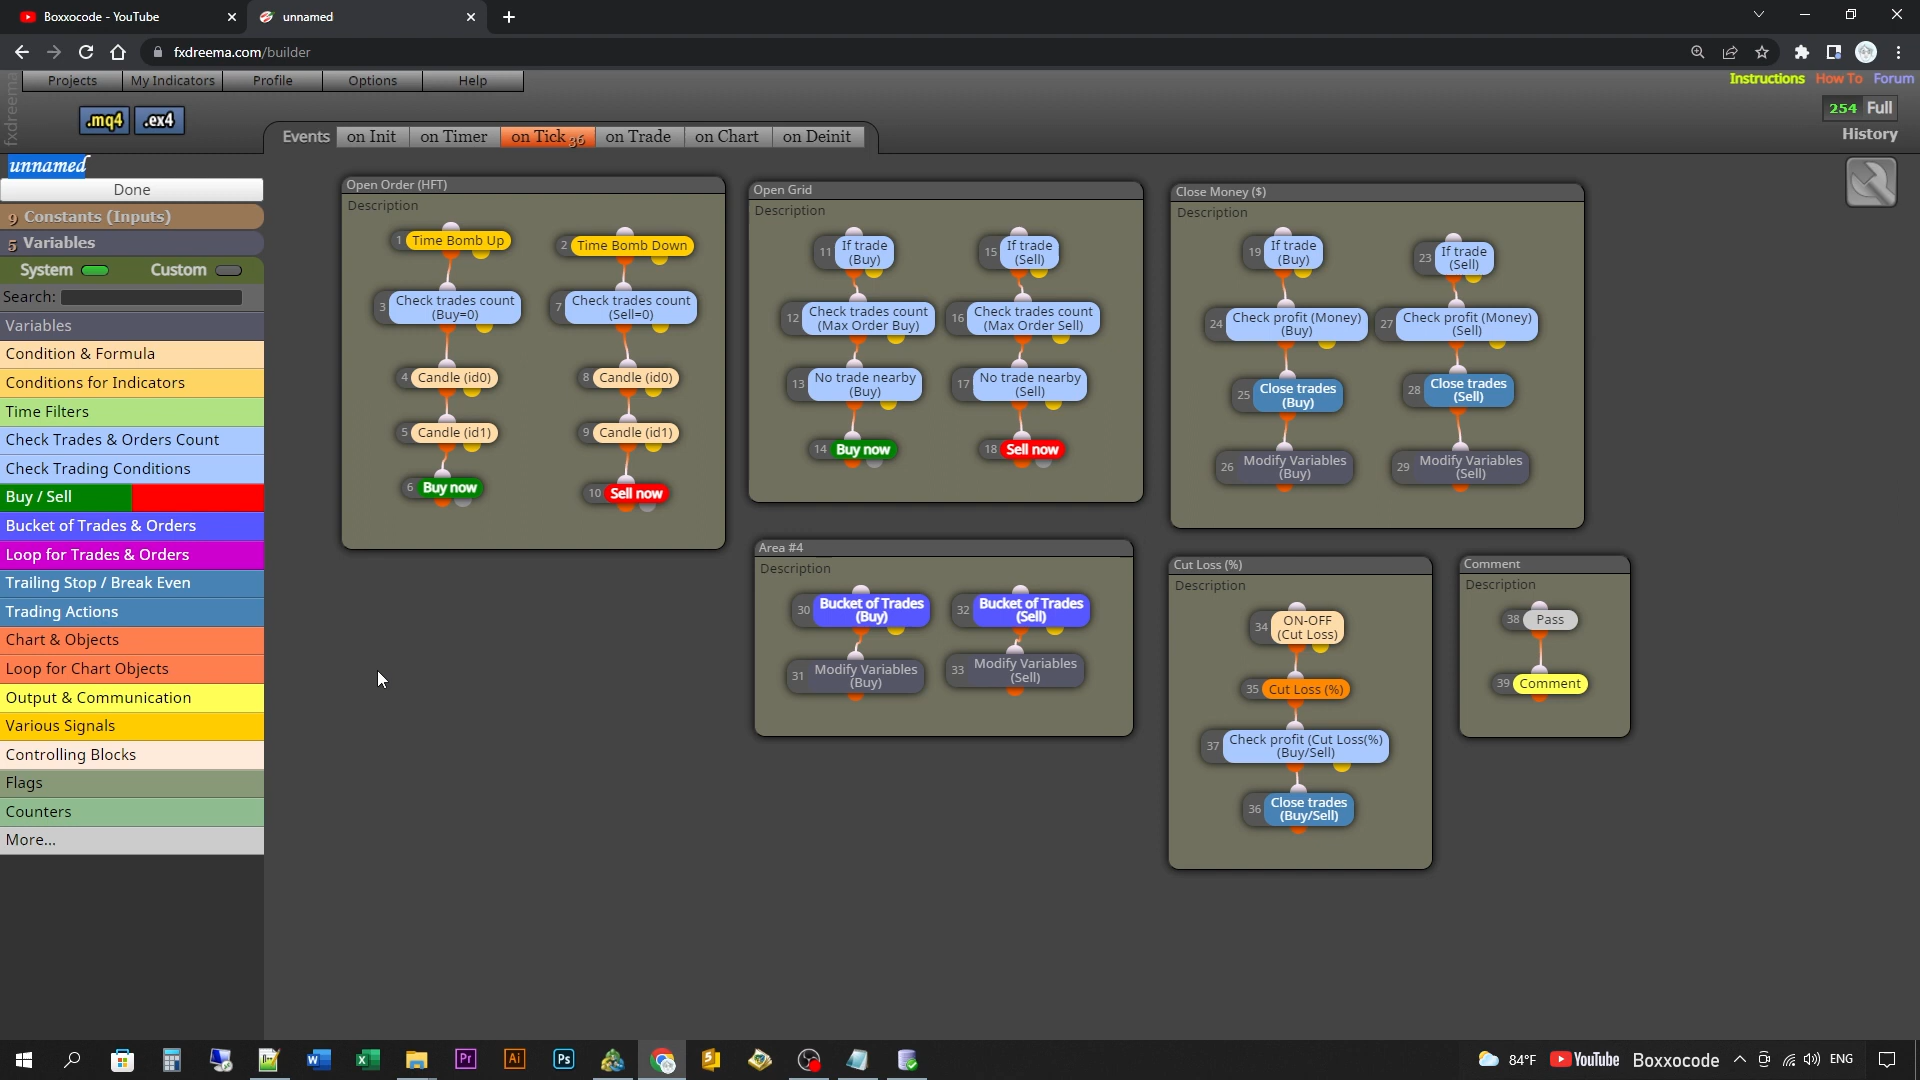 Boxxocode - YouTube
unnamed
fxdreema.com/builder
fxdreema
Projects
My Indicators
Profile
Options
Help
Instructions
How To
Forum
.mq4
.ex4
254 Full
History
Events
on Init
on Timer
on Tick 36
on Trade
on Chart
on Deinit
unnamed
Done
9 Constants (Inputs)
5 Variables
System
Custom
Search:
Variables
Condition & Formula
Conditions for Indicators
Time Filters
Check Trades & Orders Count
Check Trading Conditions
Buy / Sell
Bucket of Trades & Orders
Loop for Trades & Orders
Trailing Stop / Break Even
Trading Actions
Chart & Objects
Loop for Chart Objects
Output & Communication
Various Signals
Controlling Blocks
Flags
Counters
More...
Open Order (HFT)
Description
1 Time Bomb Up
2 Time Bomb Down
3 Check trades count
(Buy=0)
7 Check trades count
(Sell=0)
4 Candle (id0)
8 Candle (id0)
5 Candle (id1)
9 Candle (id1)
6 Buy now
10 Sell now
Open Grid
Description
11 If trade
(Buy)
15 If trade
(Sell)
12 Check trades count
(Max Order Buy)
16 Check trades count
(Max Order Sell)
13 No trade nearby
(Buy)
17 No trade nearby
(Sell)
14 Buy now
18 Sell now
Close Money ($)
Description
19 If trade
(Buy)
23 If trade
(Sell)
24 Check profit (Money)
(Buy)
27 Check profit (Money)
(Sell)
25 Close trades
(Buy)
28 Close trades
(Sell)
26 Modify Variables
(Buy)
29 Modify Variables
(Sell)
Area #4
Description
30 Bucket of Trades
(Buy)
32 Bucket of Trades
(Sell)
31 Modify Variables
(Buy)
33 Modify Variables
(Sell)
Cut Loss (%)
Description
34 ON-OFF
(Cut Loss)
35 Cut Loss (%)
37 Check profit (Cut Loss(%)
(Buy/Sell)
36 Close trades
(Buy/Sell)
Comment
Description
38 Pass
39 Comment
84°F
YouTube
Boxxocode
ENG